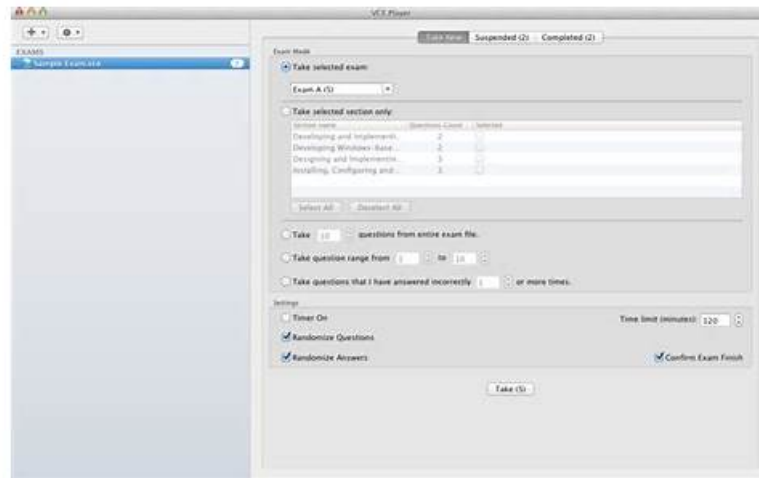 VCE Player
Take New Suspended (2) Completed (2)
EXAMS
Sample Exam.vce
Exam Mode
Take selected exam:
Exam A (5)
Take selected section only:
Section name Questions Count Selected
Developing and Implementi... 2
Developing Windows-Base... 2
Designing and Implementin... 3
Installing, Configuring and ... 3
Select All Deselect All
Take 10 questions from entire exam file.
Take question range from 1 to 10
Take questions that I have answered incorrectly 1 or more times.
Settings
Timer On Time limit (minutes): 120
Randomize Questions
Randomize Answers Confirm Exam Finish
Take (5)